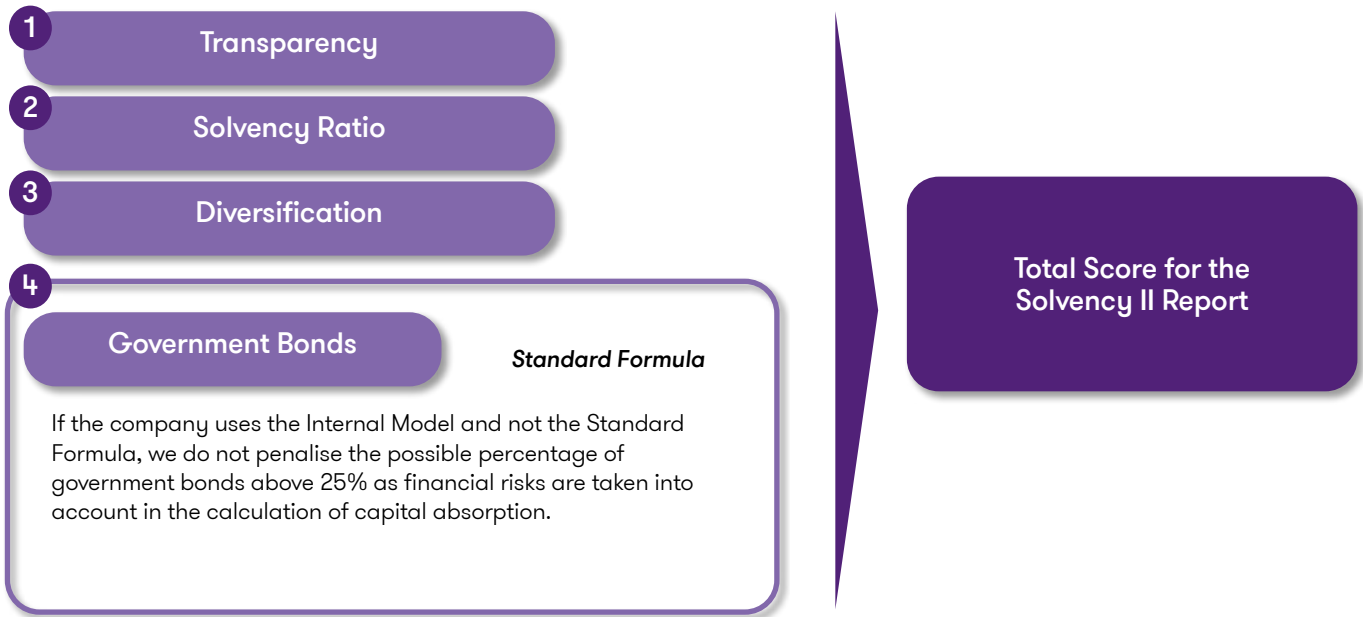 1
Transparency
2
Solvency Ratio
3
Diversification
4
Government Bonds
Standard Formula
If the company uses the Internal Model and not the Standard
Formula, we do not penalise the possible percentage of
government bonds above 25% as financial risks are taken into
account in the calculation of capital absorption.
Total Score for the
Solvency II Report